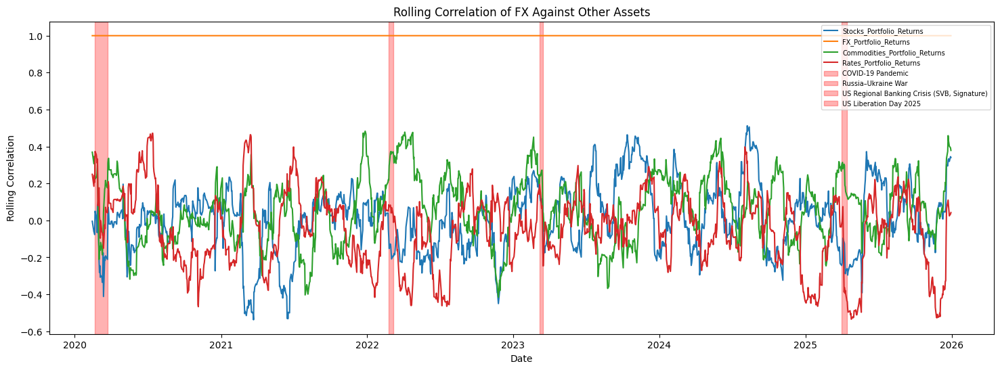 Rolling Correlation of FX Against Other Assets
Rolling Correlation
1.0
0.8
0.6
0.4
0.2
0.0
−0.2
−0.4
−0.6
Stocks_Portfolio_Returns
FX_Portfolio_Returns
Commodities_Portfolio_Returns
Rates_Portfolio_Returns
COVID-19 Pandemic
Russia–Ukraine War
US Regional Banking Crisis (SVB, Signature)
US Liberation Day 2025
2020 2021 2022 2023 2024 2025 2026
Date